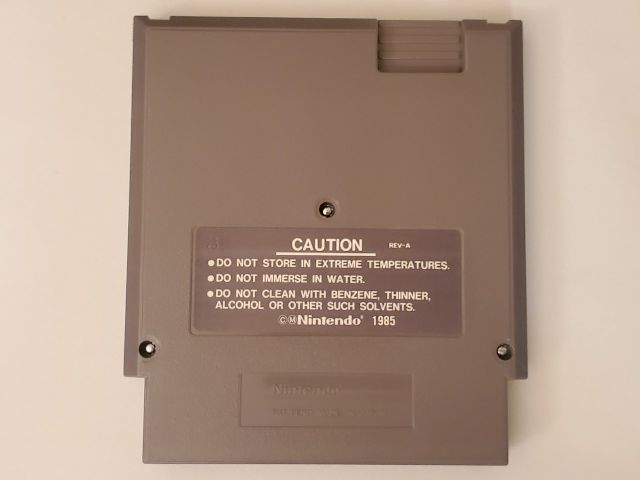 CAUTION REV-A
●DO NOT STORE IN EXTREME TEMPERATURES.
●DO NOT IMMERSE IN WATER.
●DO NOT CLEAN WITH BENZENE, THINNER,
ALCOHOL OR OTHER SUCH SOLVENTS.
©ⓂNintendo® 1985
Nintendo